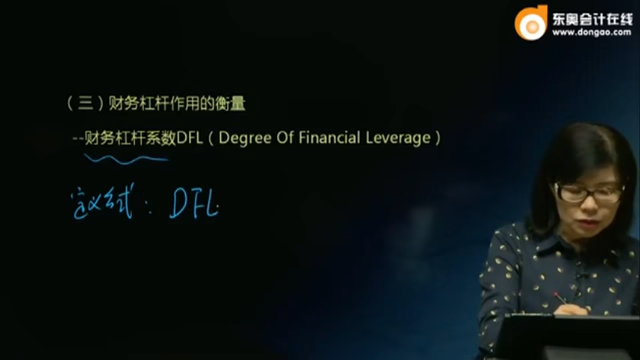 东奥会计在线
www.dongao.com
（三）财务杠杆作用的衡量
--财务杠杆系数DFL（Degree Of Financial Leverage）
定义式：DFL